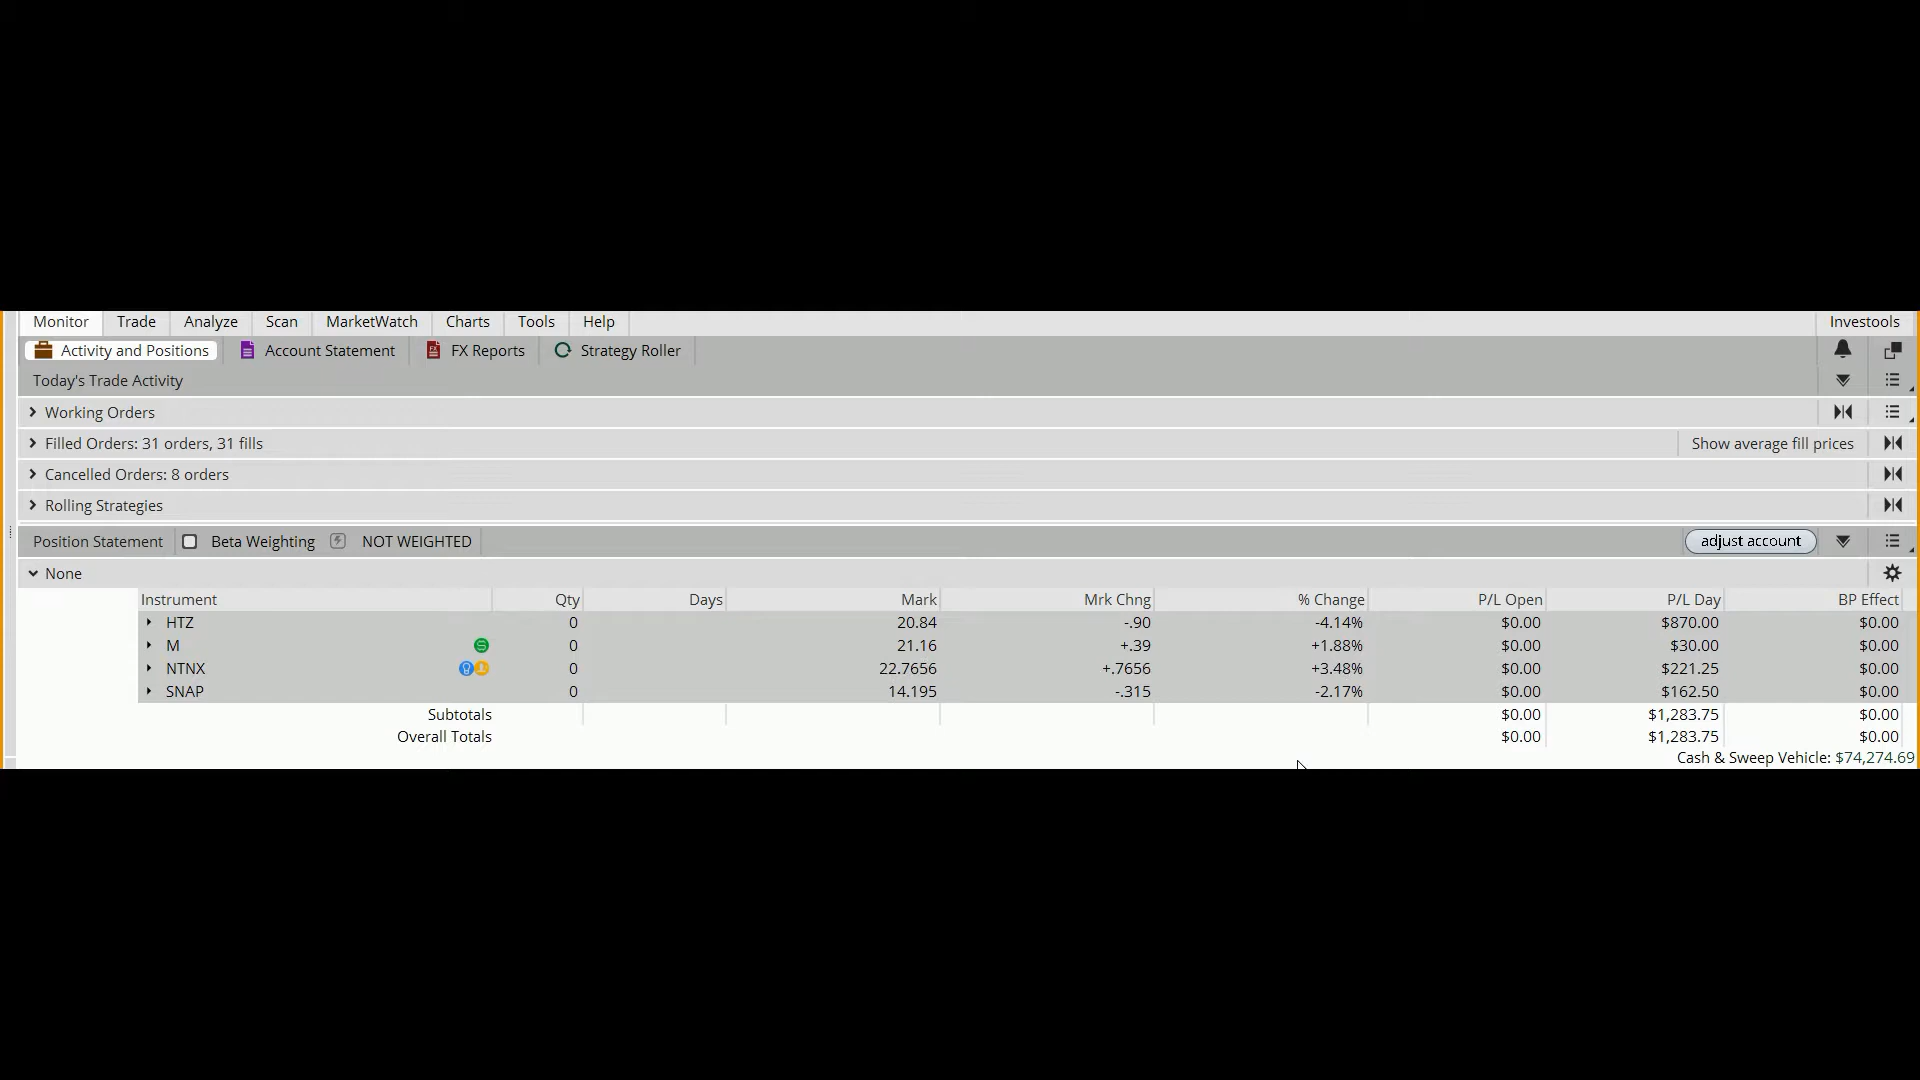 Monitor Trade Analyze Scan MarketWatch Charts Tools Help Investools
Activity and Positions Account Statement FX Reports Strategy Roller
Today's Trade Activity
Working Orders
Filled Orders: 31 orders, 31 fills Show average fill prices
Cancelled Orders: 8 orders
Rolling Strategies
Position Statement Beta Weighting NOT WEIGHTED adjust account
None
Instrument Qty Days Mark Mrk Chng % Change P/L Open P/L Day BP Effect
HTZ 0 20.84 -.90 -4.14% $0.00 $870.00 $0.00
M 0 21.16 +.39 +1.88% $0.00 $30.00 $0.00
NTNX 0 22.7656 +.7656 +3.48% $0.00 $221.25 $0.00
SNAP 0 14.195 -.315 -2.17% $0.00 $162.50 $0.00
Subtotals $0.00 $1,283.75 $0.00
Overall Totals $0.00 $1,283.75 $0.00
Cash & Sweep Vehicle: $74,274.69